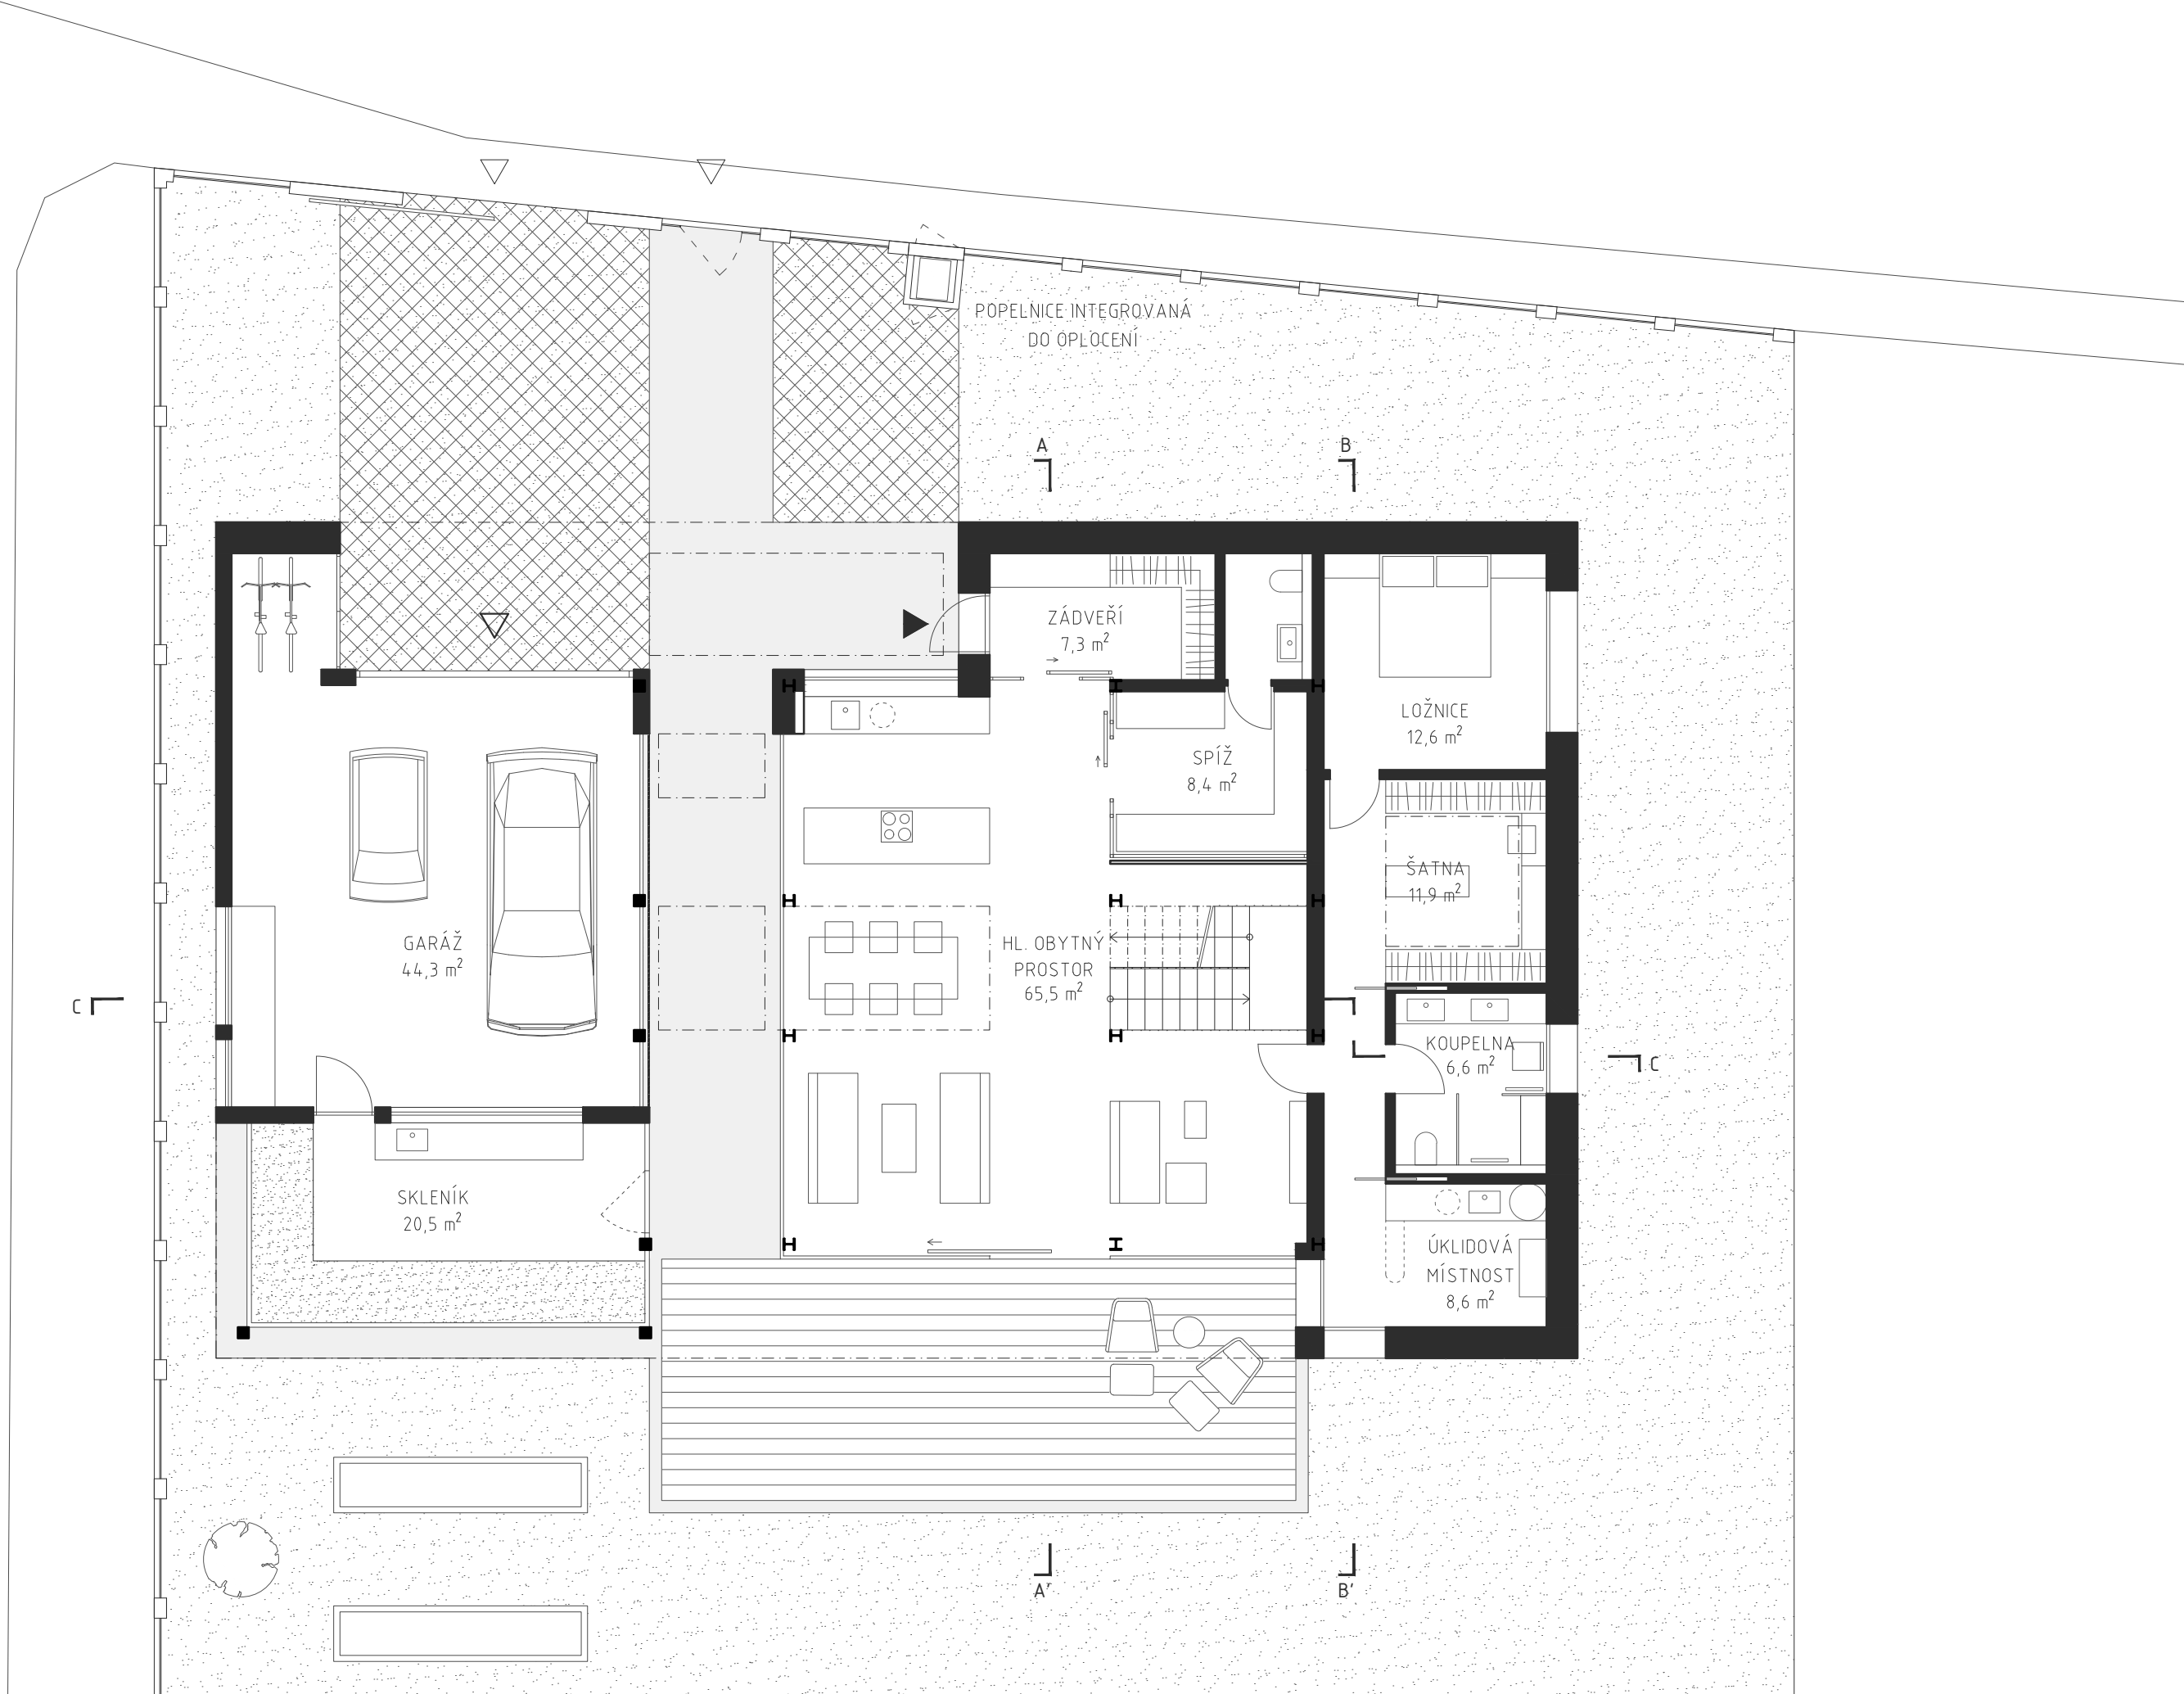 POPELNICE INTEGROVANÁ
DO OPLOCENÍ
A
B
ZÁDVEŘÍ
7,3 m²
LOŽNICE
12,6 m²
SPÍŽ
8,4 m²
ŠATNA
11,9 m²
GARÁŽ
44,3 m²
HL. OBYTNÝ
PROSTOR
65,5 m²
C
KOUPELNA
6,6 m²
C
SKLENÍK
20,5 m²
ÚKLIDOVÁ
MÍSTNOST
8,6 m²
A'
B'